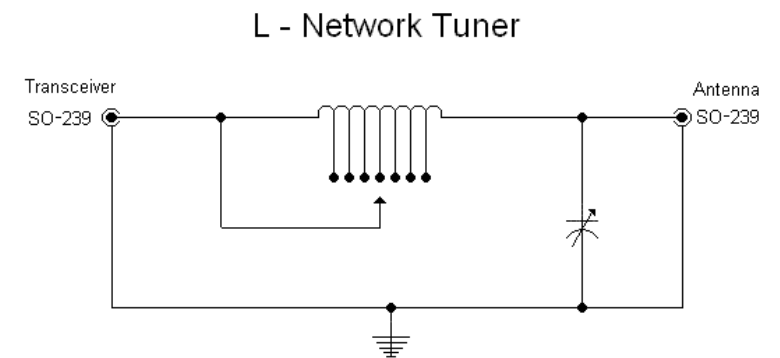 L - Network Tuner
Transceiver
SO-239
Antenna
SO-239